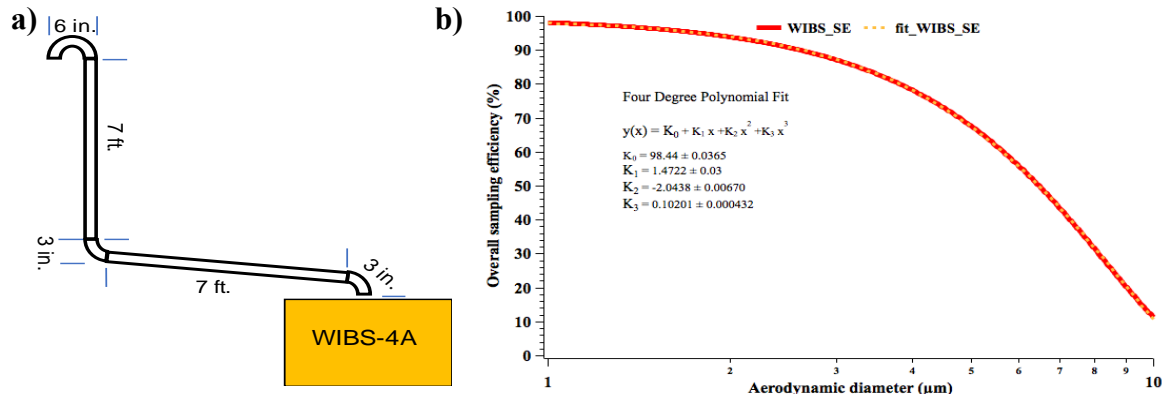 a)
6 in.
7 ft.
3 in.
7 ft.
3 in.
WIBS-4A
b)
100
90
80
70
60
50
40
30
20
10
0
Overall sampling efficiency (%)
WIBS_SE fit_WIBS_SE
Four Degree Polynomial Fit
y(x) = K₀ + K₁ x +K₂ x² +K₃ x³
K₀ = 98.44 ± 0.0365
K₁ = 1.4722 ± 0.03
K₂ = -2.0438 ± 0.00670
K₃ = 0.10201 ± 0.000432
1 2 3 4 5 6 7 8 9 10
Aerodynamic diameter (µm)